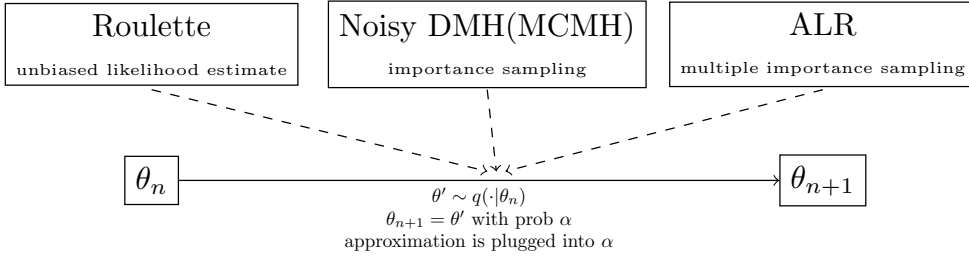 Roulette
unbiased likelihood estimate
Noisy DMH(MCMH)
importance sampling
ALR
multiple importance sampling
θₙ
θₙ₊₁
θ′ ∼ q(·|θₙ)
θₙ₊₁ = θ′ with prob α
approximation is plugged into α